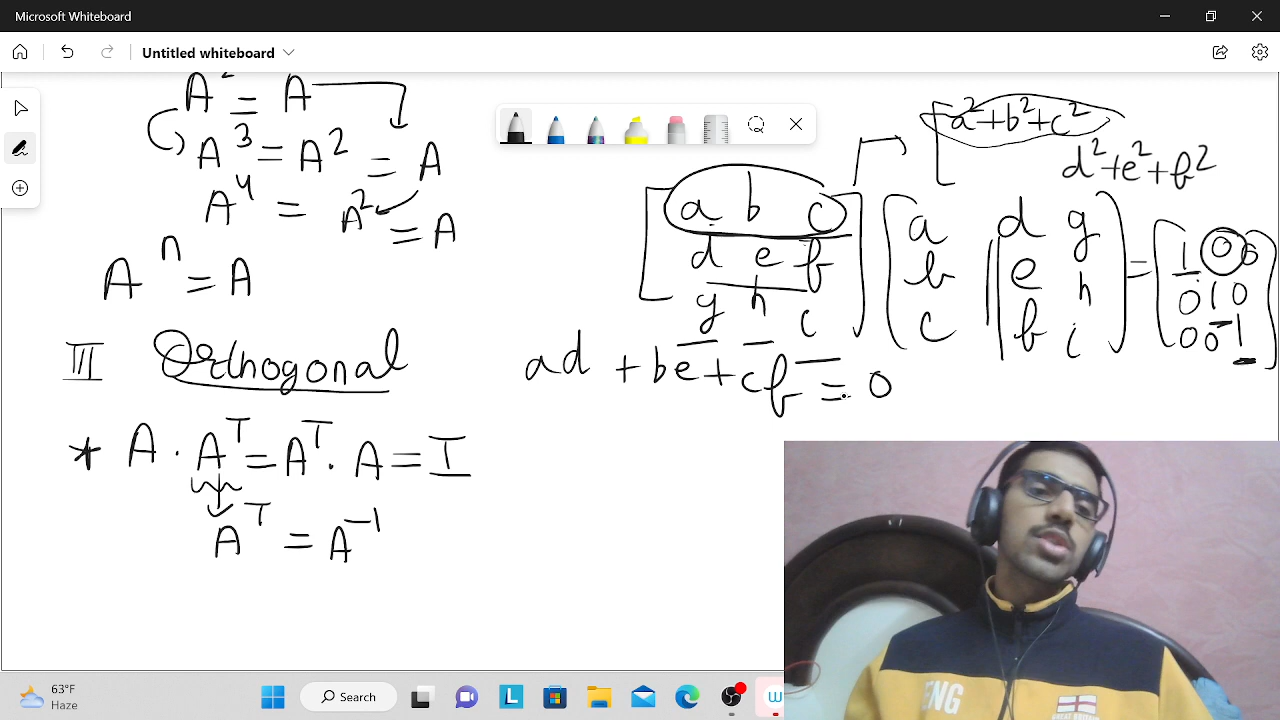 Microsoft Whiteboard
Untitled whiteboard
A² = A
A³ = A² = A
A⁴ = A² = A
Aⁿ = A
III Orthogonal
* A · Aᵀ = Aᵀ · A = I
Aᵀ = A⁻¹
a² + b² + c²
d² + e² + f²
[a b c] [a d g] = [1 0 0]
[d e f] [b e h] [0 1 0]
[g h i] [c f i] [0 0 1]
ad + be + cf = 0
ENG
GREAT
63°F
Haze
Search